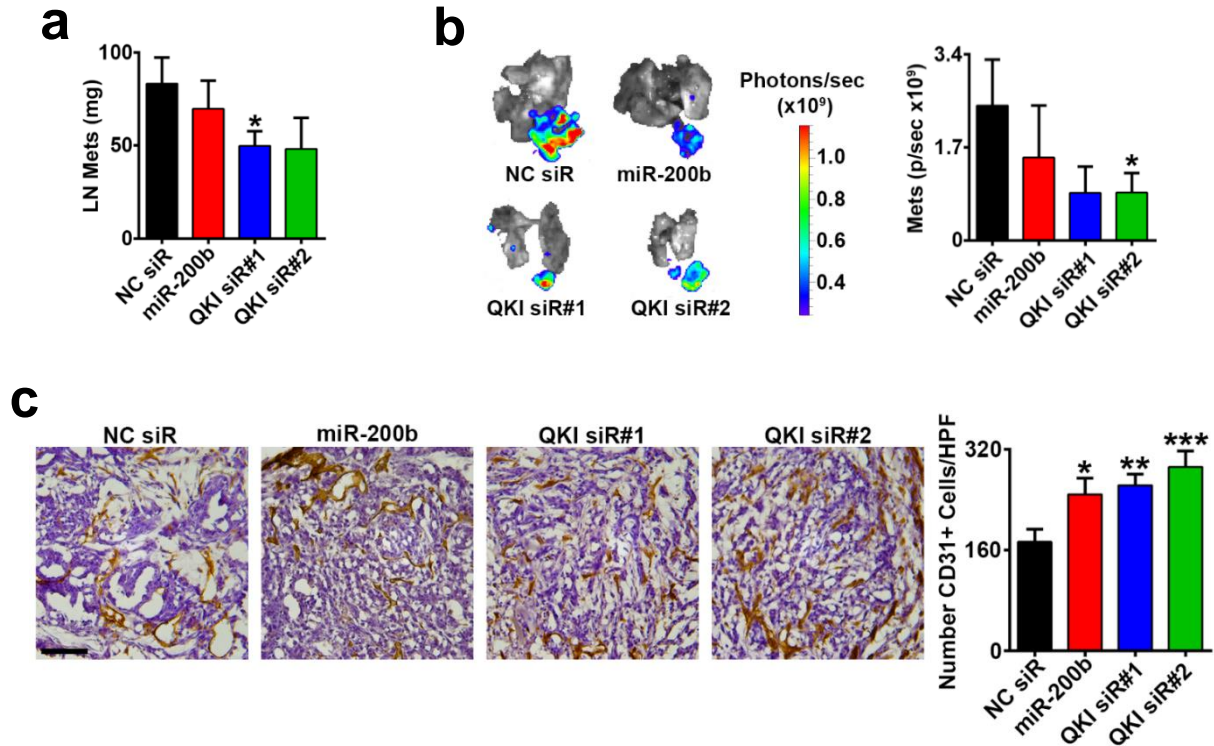 a
LN Mets (mg)
100
50
0
NC siR
miR-200b
QKI siR#1
QKI siR#2
*
b
NC siR
miR-200b
QKI siR#1
QKI siR#2
Photons/sec
(x10⁹)
1.0
0.8
0.6
0.4
Mets (p/sec x10⁹)
3.4
1.7
0
*
NC siR
miR-200b
QKI siR#1
QKI siR#2
c
NC siR
miR-200b
QKI siR#1
QKI siR#2
Number CD31+ Cells/HPF
320
160
0
*
**
***
NC siR
miR-200b
QKI siR#1
QKI siR#2